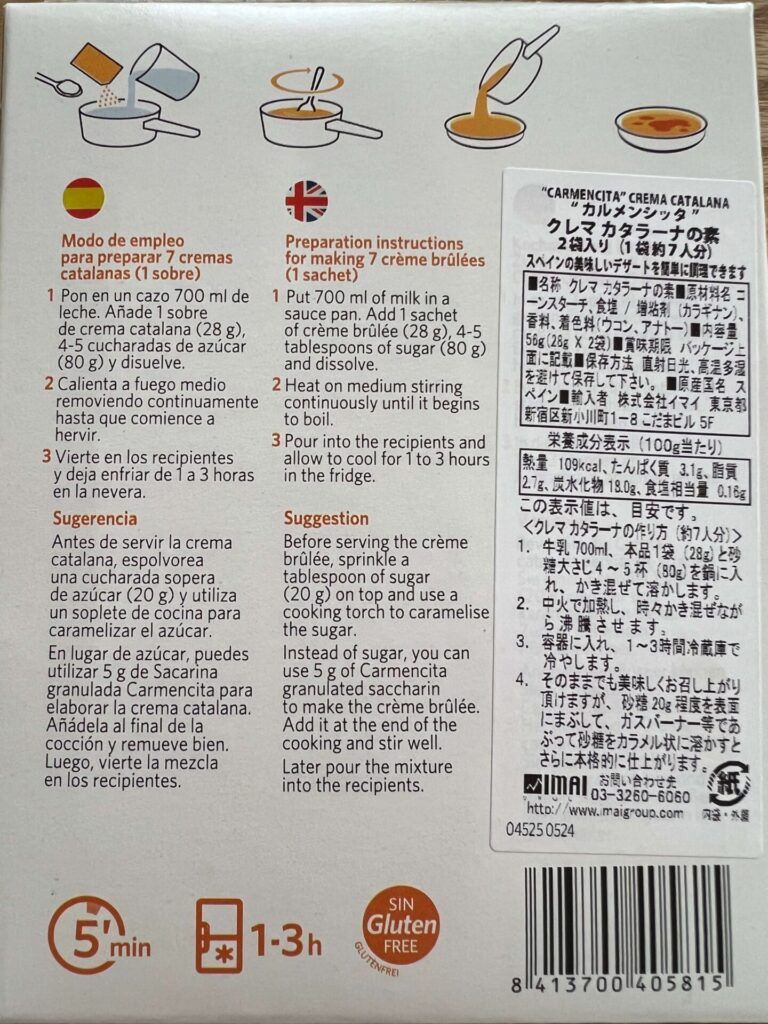 Modo de empleo
para preparar 7 cremas
catalanas (1 sobre)
1 Pon en un cazo 700 ml de
leche. Añade 1 sobre
de crema catalana (28 g),
4-5 cucharadas de azúcar
(80 g) y disuelve.
2 Calienta a fuego medio
removiendo continuamente
hasta que comience a
hervir.
3 Vierte en los recipientes
y deja enfriar de 1 a 3 horas
en la nevera.
Sugerencia
Antes de servir la crema
catalana, espolvorea
una cucharada sopera
de azúcar (20 g) y utiliza
un soplete de cocina para
caramelizar el azúcar.
En lugar de azúcar, puedes
utilizar 5 g de Sacarina
granulada Carmencita para
elaborar la crema catalana.
Añádela al final de la
cocción y remueve bien.
Luego, vierte la mezcla
en los recipientes.
Preparation instructions
for making 7 crème brûlées
(1 sachet)
1 Put 700 ml of milk in a
sauce pan. Add 1 sachet
of crème brûlée (28 g), 4-5
tablespoons of sugar (80 g)
and dissolve.
2 Heat on medium stirring
continuously until it begins
to boil.
3 Pour into the recipients and
allow to cool for 1 to 3 hours
in the fridge.
Suggestion
Before serving the crème
brûlée, sprinkle a
tablespoon of sugar
(20 g) on top and use a
cooking torch to caramelise
the sugar.
Instead of sugar, you can
use 5 g of Carmencita
granulated saccharin
to make the crème brûlée.
Add it at the end of the
cooking and stir well.
Later pour the mixture
into the recipients.
"CARMENCITA" CREMA CATALANA
"カルメンシッタ"
クレマ カタラーナの素
2袋入り (1袋約7人分)
スペインの美味しいデザートを簡単に調理できます
■名称 クレマ カタラーナの素■原材料名 コ
ーンスターチ、食塩 / 増粘剤 (カラギナン)、
香料、着色料(ウコン、アナトー)■内容量
56g(28g X 2袋)■賞味期限 パッケージ上
面に記載■保存方法 直射日光、高温多湿
を避けて保存して下さい。■原産国名 ス
ペイン■輸入者 株式会社イマイ 東京都
新宿区新小川町1-8 こだまビル 5F
栄養成分表示 (100g当たり)
熱量 109kcal、たんぱく質 3.1g、脂質
2.7g、炭水化物 18.0g、食塩相当量 0.16g
この表示値は、目安です。
<クレマ カタラーナの作り方 (約7人分)>
1. 牛乳 700ml、本品1袋 (28g)と砂
糖大さじ4～5杯 (80g)を鍋に入
れ、かき混ぜて溶かします。
2. 中火で加熱し、時々かき混ぜなが
ら沸騰させます。
3. 容器に入れ、1～3時間冷蔵庫で
冷やします。
4. そのままでも美味しくお召し上がり
頂けますが、砂糖 20g 程度を表面
にまぶして、ガスバーナー等であ
ぶって砂糖をカラメル状に溶かすと
さらに本格的に仕上がります。
IMAI お問い合わせ先
03-3260-6060
http://www.imaigroup.com
紙
内袋・外箱
04525 0524
5' min
1-3h
SIN
Gluten
FREE
GLUTENFREI
8 413700 405815